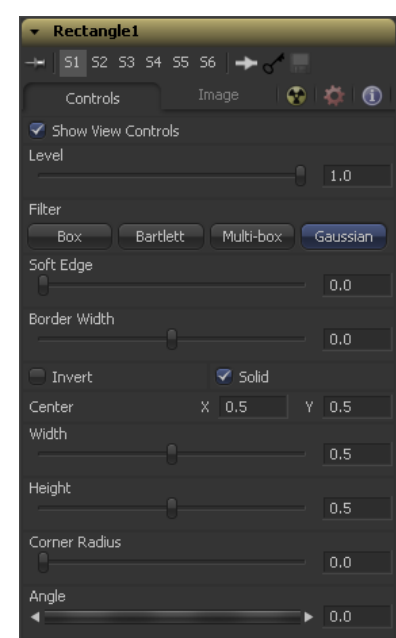 Rectangle1
S1 S2 S3 S4 S5 S6
Controls Image
Show View Controls
Level
1.0
Filter
Box Bartlett Multi-box Gaussian
Soft Edge
0.0
Border Width
0.0
Invert Solid
Center X 0.5 Y 0.5
Width
0.5
Height
0.5
Corner Radius
0.0
Angle
0.0